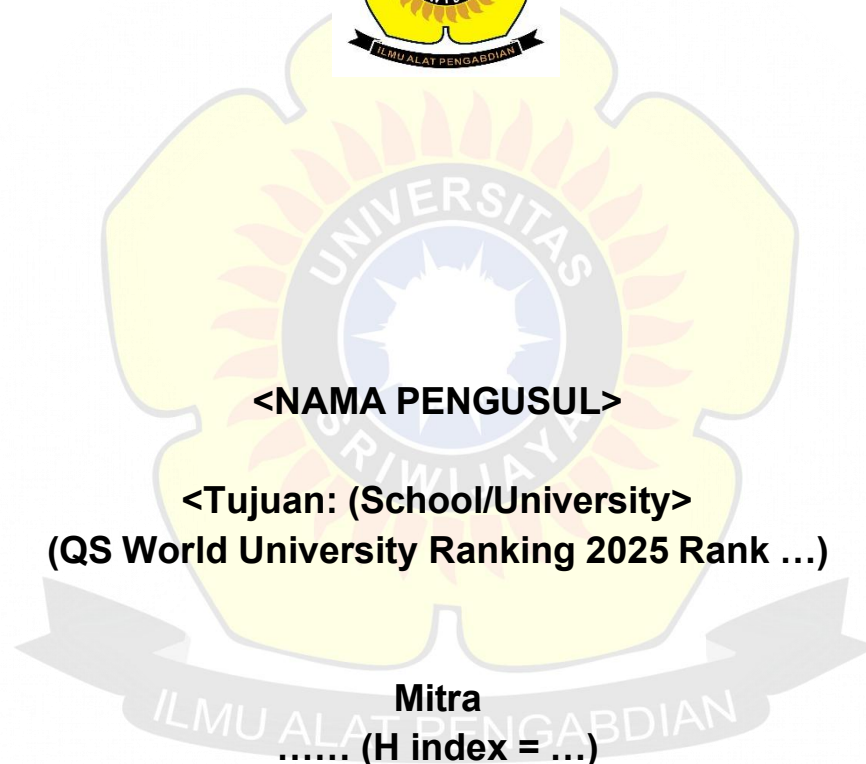 ILMU ALAT PENGABDIAN
UNIVERSITAS
<NAMA PENGUSUL>
SRIWIJAYA
<Tujuan: (School/University>
(QS World University Ranking 2025 Rank …)
Mitra
ILMU ALAT PENGABDIAN
…… (H index = …)